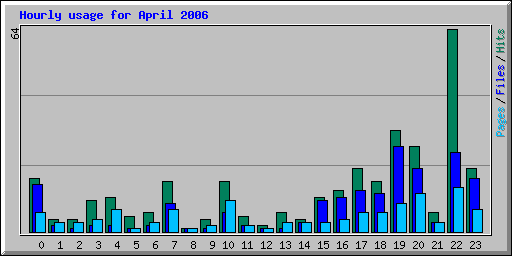 Hourly usage for April 2006
64
Pages / Files / Hits
0 1 2 3 4 5 6 7 8 9 10 11 12 13 14 15 16 17 18 19 20 21 22 23